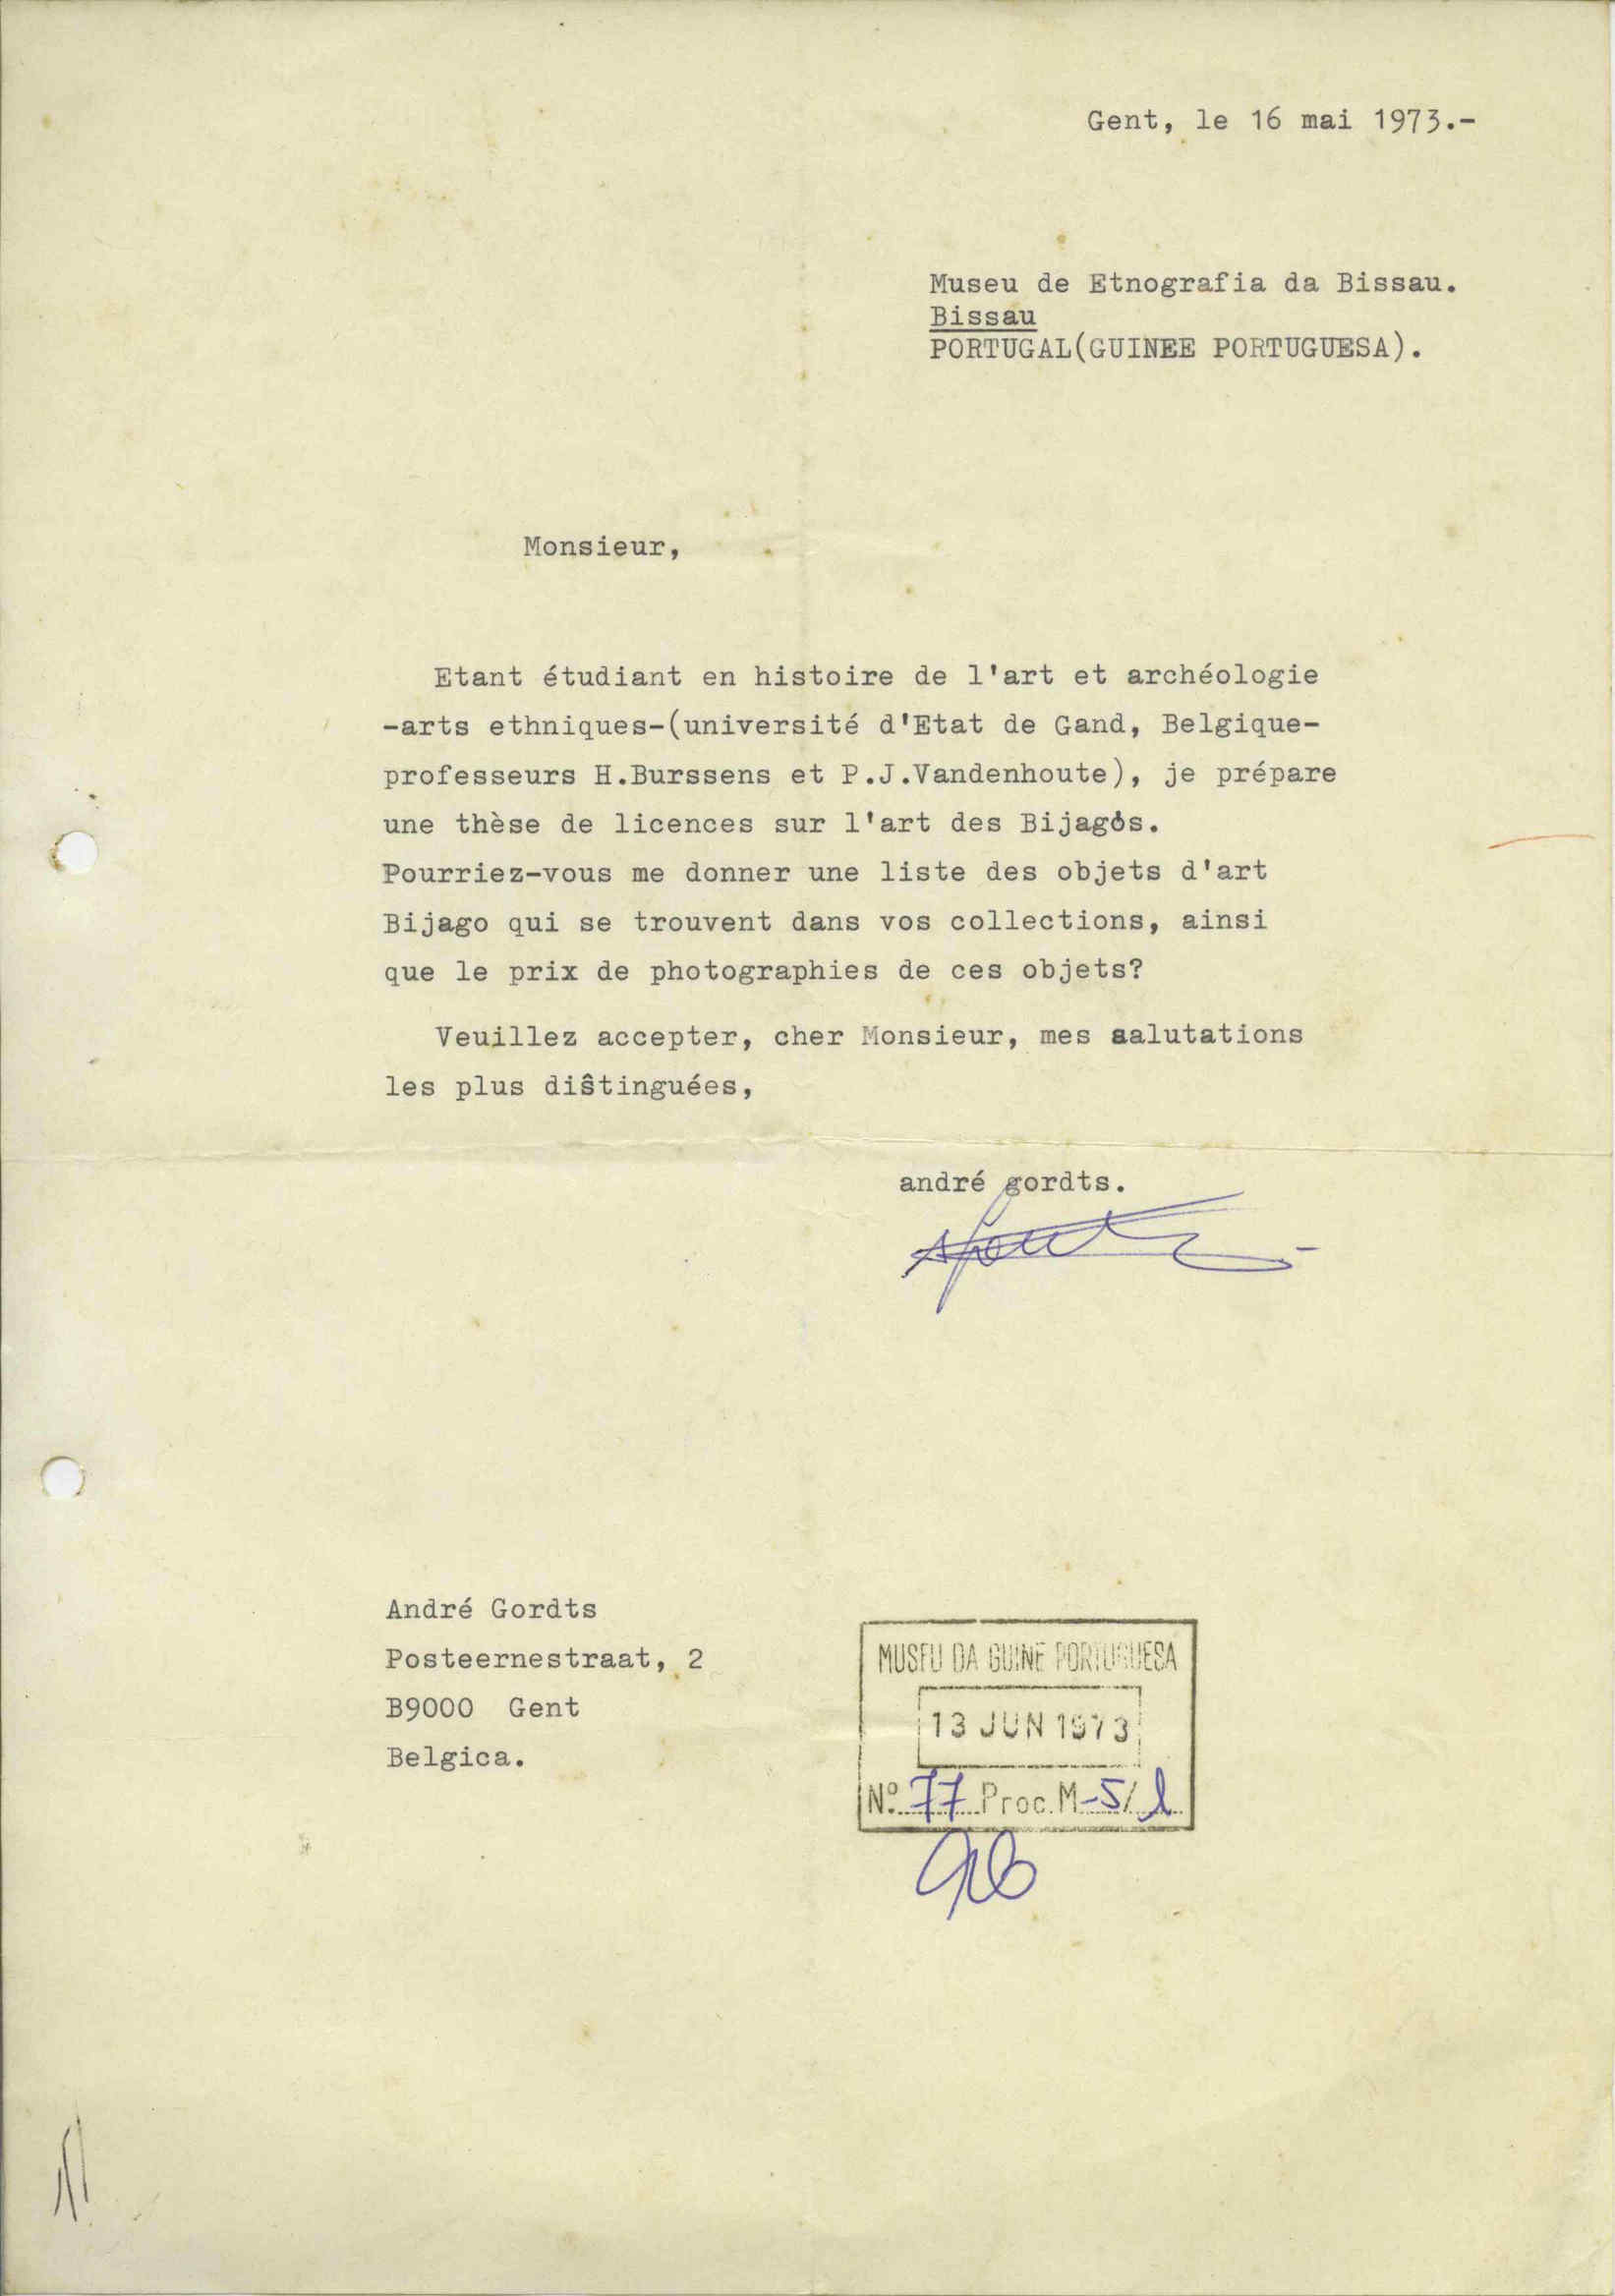 Gent, le 16 mai 1973.-
Museu de Etnografia da Bissau.
Bissau
PORTUGAL(GUINEE PORTUGUESA).
Monsieur,
Etant étudiant en histoire de l'art et archéologie
-arts ethniques-(université d'Etat de Gand, Belgique-
professeurs H.Burssens et P.J.Vandenhoute), je prépare
une thèse de licences sur l'art des Bijagós.
Pourriez-vous me donner une liste des objets d'art
Bijago qui se trouvent dans vos collections, ainsi
que le prix de photographies de ces objets?
Veuillez accepter, cher Monsieur, mes salutations
les plus diŝtinguées,
andré gordts.
André Gordts
Posteernestraat, 2
B9000 Gent
Belgica.
MUSEU DA GUINE PORTUGUESA
13 JUN 1973
Nº 77 Proc. M-5/l